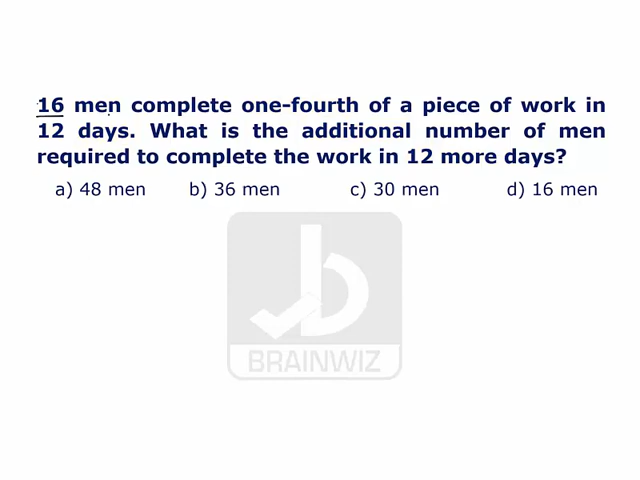 16 men complete one-fourth of a piece of work in
12 days. What is the additional number of men
required to complete the work in 12 more days?
a) 48 men b) 36 men c) 30 men d) 16 men
BRAINWIZ